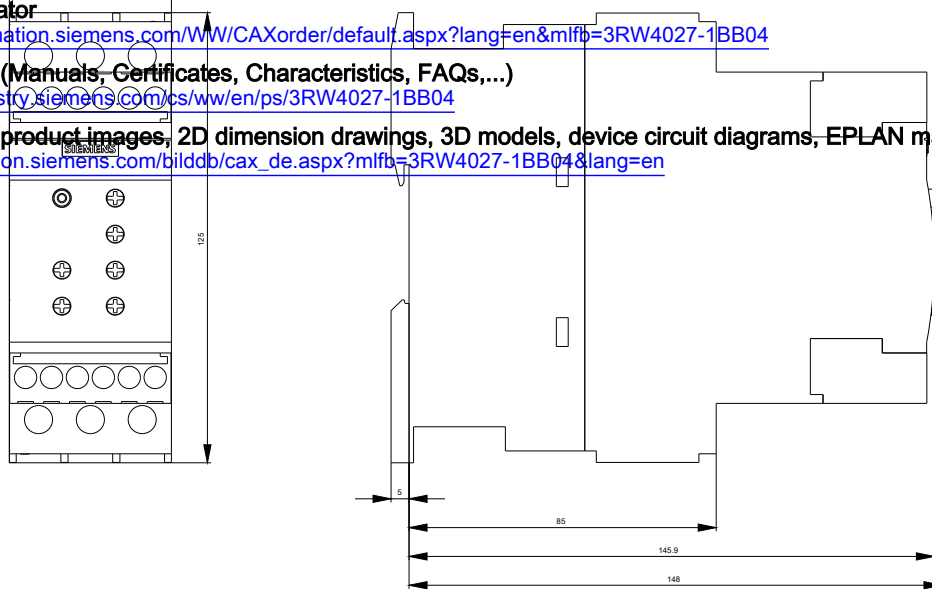 ator
nation.siemens.com/WW/CAXorder/default.aspx?lang=en&mlfb=3RW4027-1BB04
(Manuals, Certificates, Characteristics, FAQs,...)
stry.siemens.com/cs/ww/en/ps/3RW4027-1BB04
product images, 2D dimension drawings, 3D models, device circuit diagrams, EPLAN m
SIEMENS
on.siemens.com/bilddb/cax_de.aspx?mlfb=3RW4027-1BB04&lang=en
125
5
85
145.9
148